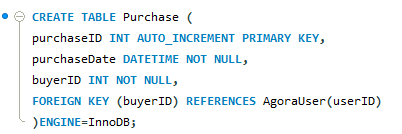 CREATE TABLE Purchase (
purchaseID INT AUTO_INCREMENT PRIMARY KEY,
purchaseDate DATETIME NOT NULL,
buyerID INT NOT NULL,
FOREIGN KEY (buyerID) REFERENCES AgoraUser(userID)
)ENGINE=InnoDB;